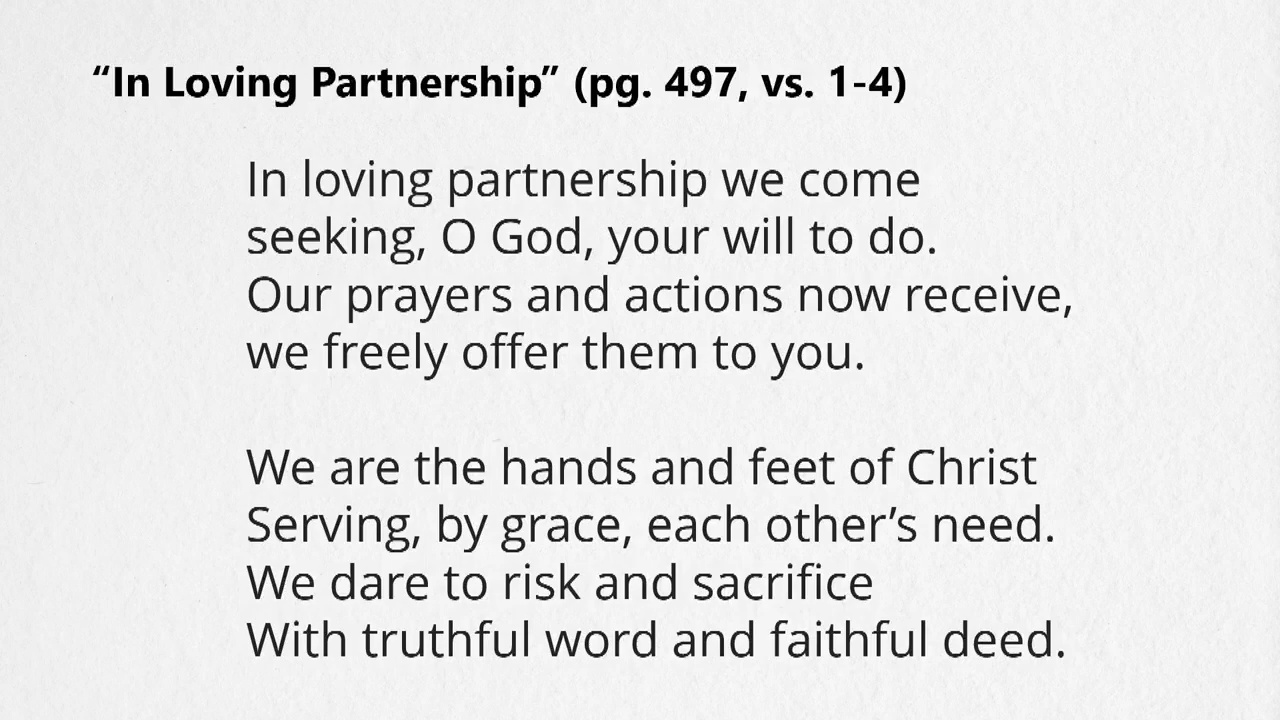 “In Loving Partnership” (pg. 497, vs. 1-4)
In loving partnership we come
seeking, O God, your will to do.
Our prayers and actions now receive,
we freely offer them to you.
We are the hands and feet of Christ
Serving, by grace, each other’s need.
We dare to risk and sacrifice
With truthful word and faithful deed.